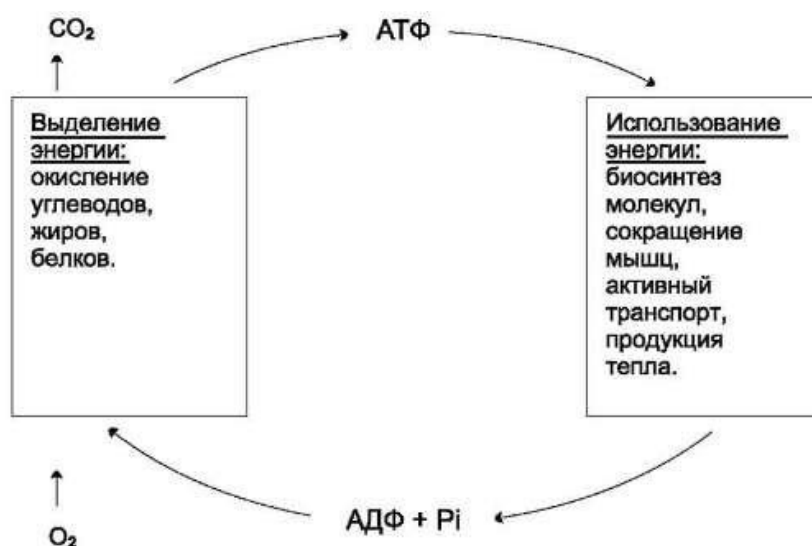 CO₂
АТФ
Выделение
энергии:
окисление
углеводов,
жиров,
белков.
Использование
энергии:
биосинтез
молекул,
сокращение
мышц,
активный
транспорт,
продукция
тепла.
АДФ + Pi
O₂